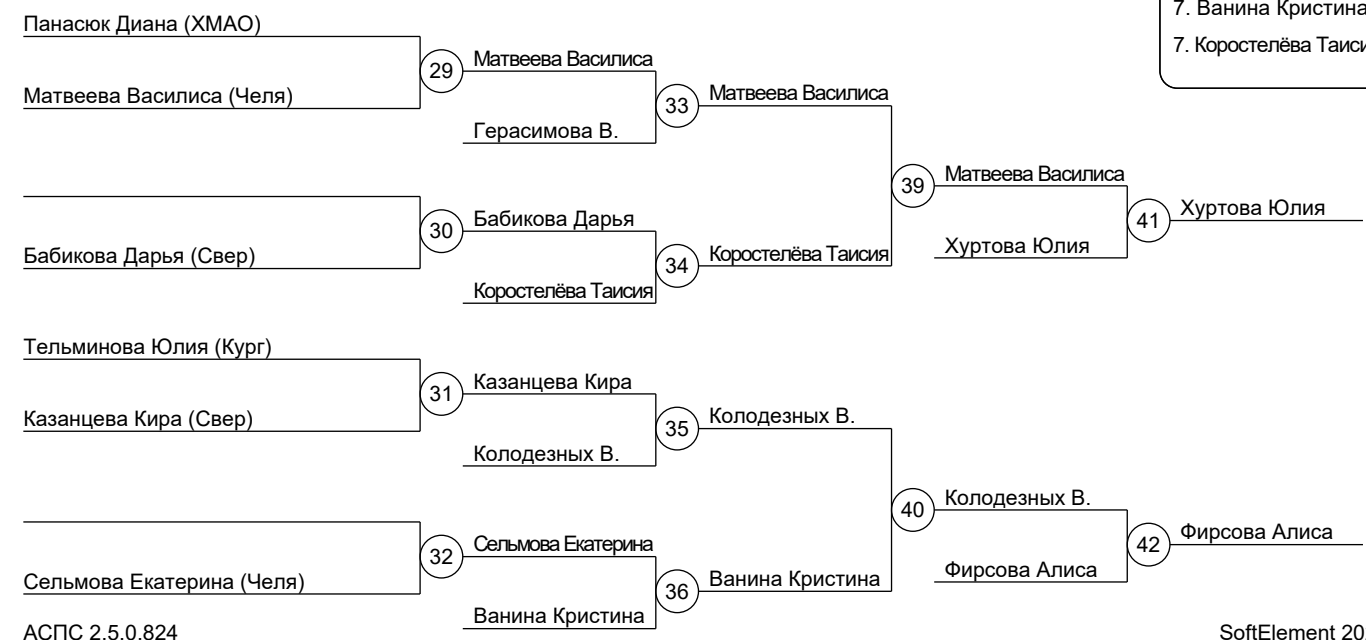 7. Ванина Кристина
7. Коростелёва Таиси
Панасюк Диана (ХМАО)
29
Матвеева Василиса
Матвеева Василиса (Челя)
33
Матвеева Василиса
Герасимова В.
39
Матвеева Василиса
30
Бабикова Дарья
41
Хуртова Юлия
Бабикова Дарья (Свер)
34
Коростелёва Таисия
Хуртова Юлия
Коростелёва Таисия
Тельминова Юлия (Кург)
31
Казанцева Кира
Казанцева Кира (Свер)
35
Колодезных В.
Колодезных В.
40
Колодезных В.
32
Сельмова Екатерина
42
Фирсова Алиса
Сельмова Екатерина (Челя)
36
Ванина Кристина
Фирсова Алиса
Ванина Кристина
АСПС 2.5.0.824
SoftElement 20